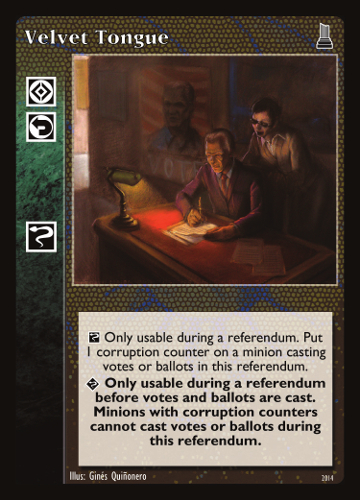 Velvet Tongue
Only usable during a referendum. Put
1 corruption counter on a minion casting
votes or ballots in this referendum.
Only usable during a referendum
before votes and ballots are cast.
Minions with corruption counters
cannot cast votes or ballots during
this referendum.
Illus: Ginés Quiñonero
2014